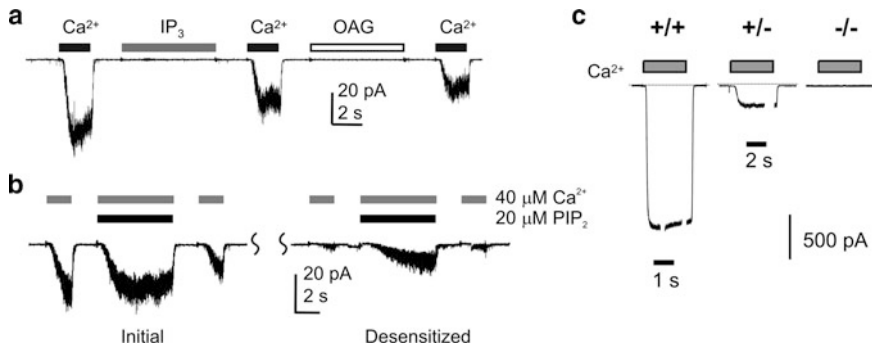 a
Ca²⁺ IP₃ Ca²⁺ OAG Ca²⁺
20 pA
2 s
b
40 μM Ca²⁺
20 μM PIP₂
20 pA
2 s
Initial Desensitized
c
+/+ +/- -/-
Ca²⁺
2 s
1 s
500 pA